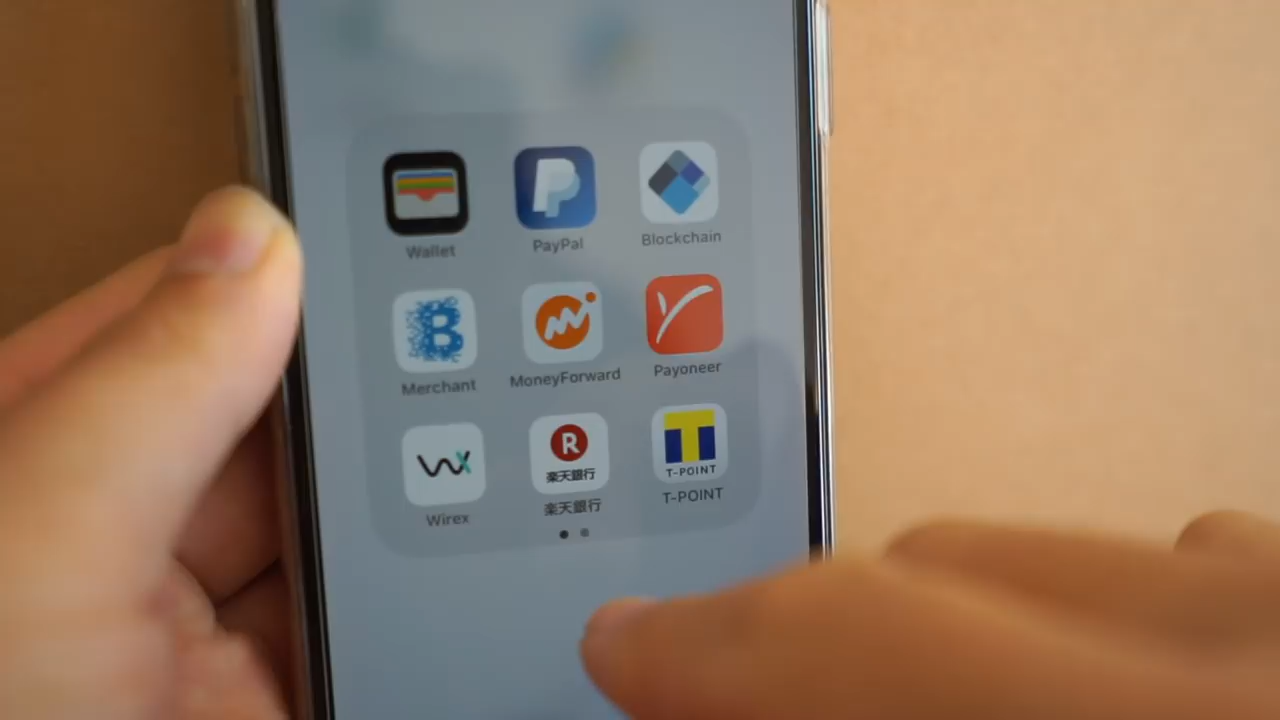 Wallet
PayPal
Blockchain
Merchant
MoneyForward
Payoneer
Wirex
R
楽天銀行
楽天銀行
T-POINT
T-POINT